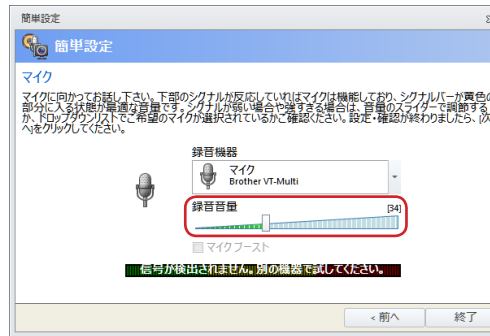 簡単設定
簡単設定
マイク
マイクに向かってお話し下さい。下部のシグナルが反応していればマイクは機能しており、シグナルバーが黄色の
部分に入る状態が最適な音量です。シグナルが弱い場合や強すぎる場合は、音量のスライダーで調節する
か、ドロップダウンリストでご希望のマイクが選択されているかご確認ください。設定・確認が終わりましたら、[次
へ]をクリックしてください。
録音機器
マイク
Brother VT-Multi
録音音量 [34]
マイクブースト
信号が検出されません。別の機器で試してください。
‹ 前へ 終了